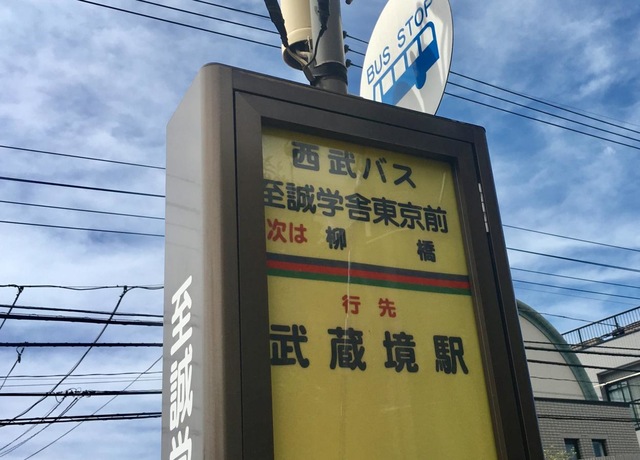 BUS STOP
西武バス
至誠学舎東京前
次は 柳橋
行先
武蔵境駅
至誠学